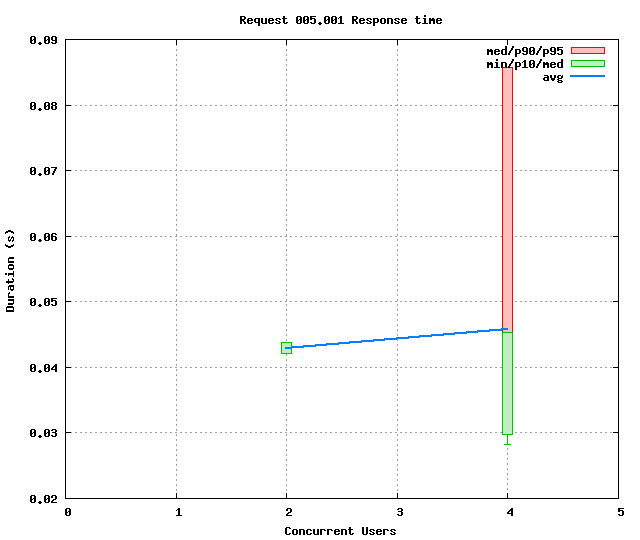 Request 005.001 Response time
med/p90/p95
min/p10/med
avg
0.09
0.08
0.07
0.06
0.05
0.04
0.03
0.02
Duration (s)
0 1 2 3 4 5
Concurrent Users